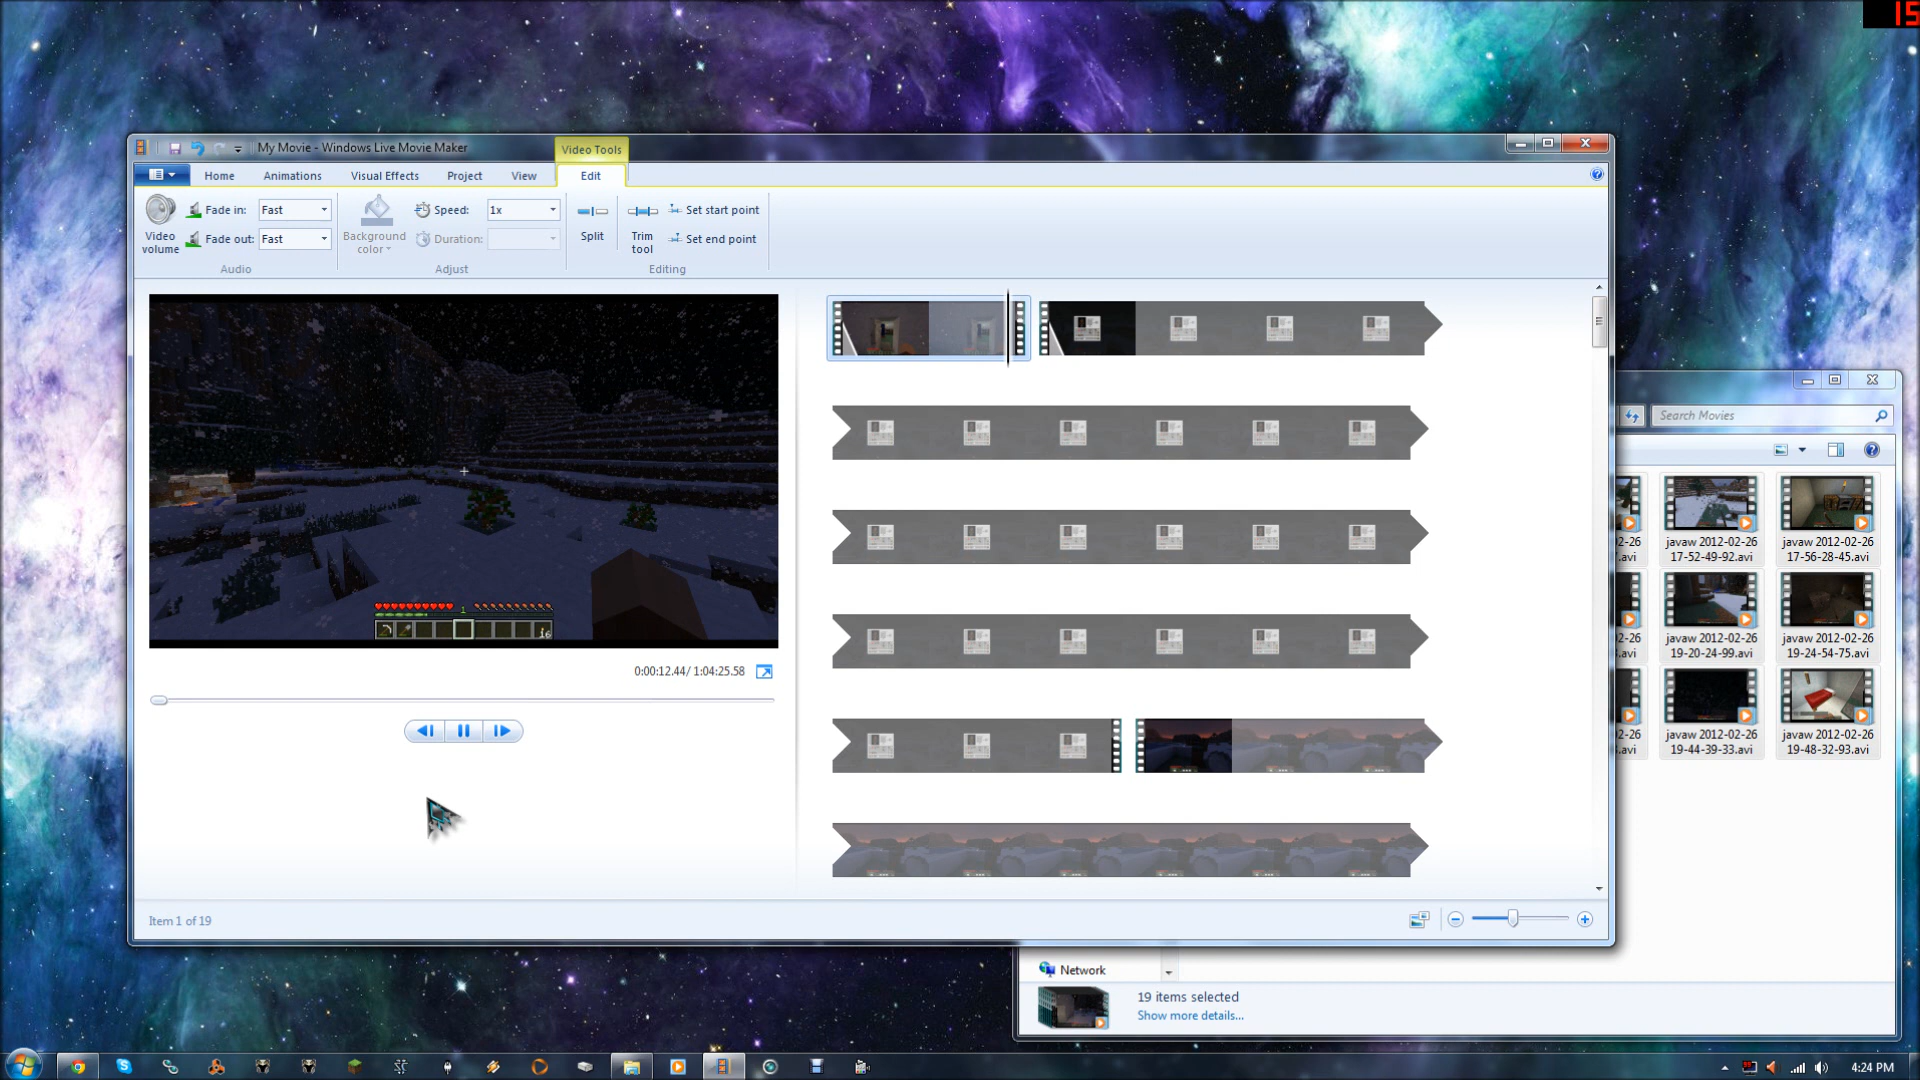 15
My Movie - Windows Live Movie Maker
Video Tools
Home
Animations
Visual Effects
Project
View
Edit
Video volume
Fade in: Fast
Fade out: Fast
Audio
Background color
Speed: 1x
Duration:
Adjust
Split
Trim tool
Set start point
Set end point
Editing
1
16
0:00:12.44/ 1:04:25.58
Item 1 of 19
Search Movies
javaw 2012-02-26
17-52-49-92.avi
javaw 2012-02-26
17-56-28-45.avi
javaw 2012-02-26
19-20-24-99.avi
javaw 2012-02-26
19-24-54-75.avi
javaw 2012-02-26
19-44-39-33.avi
javaw 2012-02-26
19-48-32-93.avi
Network
19 items selected
Show more details...
4:24 PM